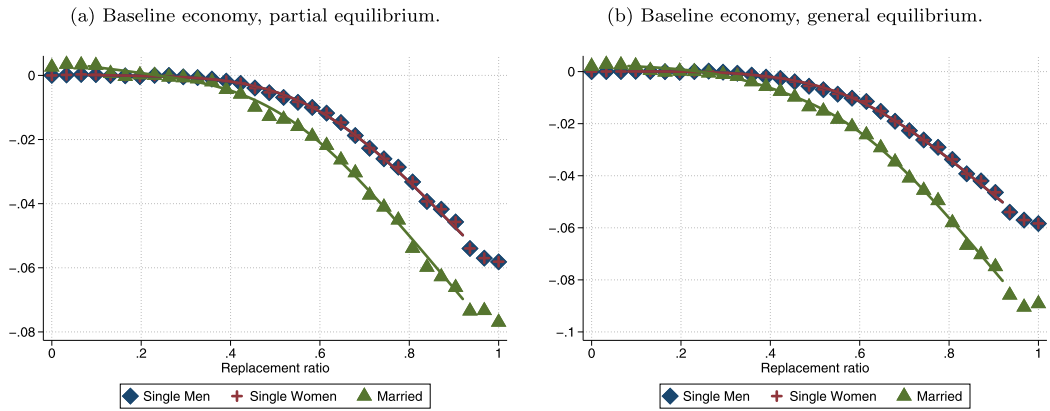 (a) Baseline economy, partial equilibrium.
0
−.02
−.04
−.06
−.08
0 .2 .4 .6 .8 1
Replacement ratio
Single Men Single Women Married
(b) Baseline economy, general equilibrium.
0
−.02
−.04
−.06
−.08
−.1
0 .2 .4 .6 .8 1
Replacement ratio
Single Men Single Women Married